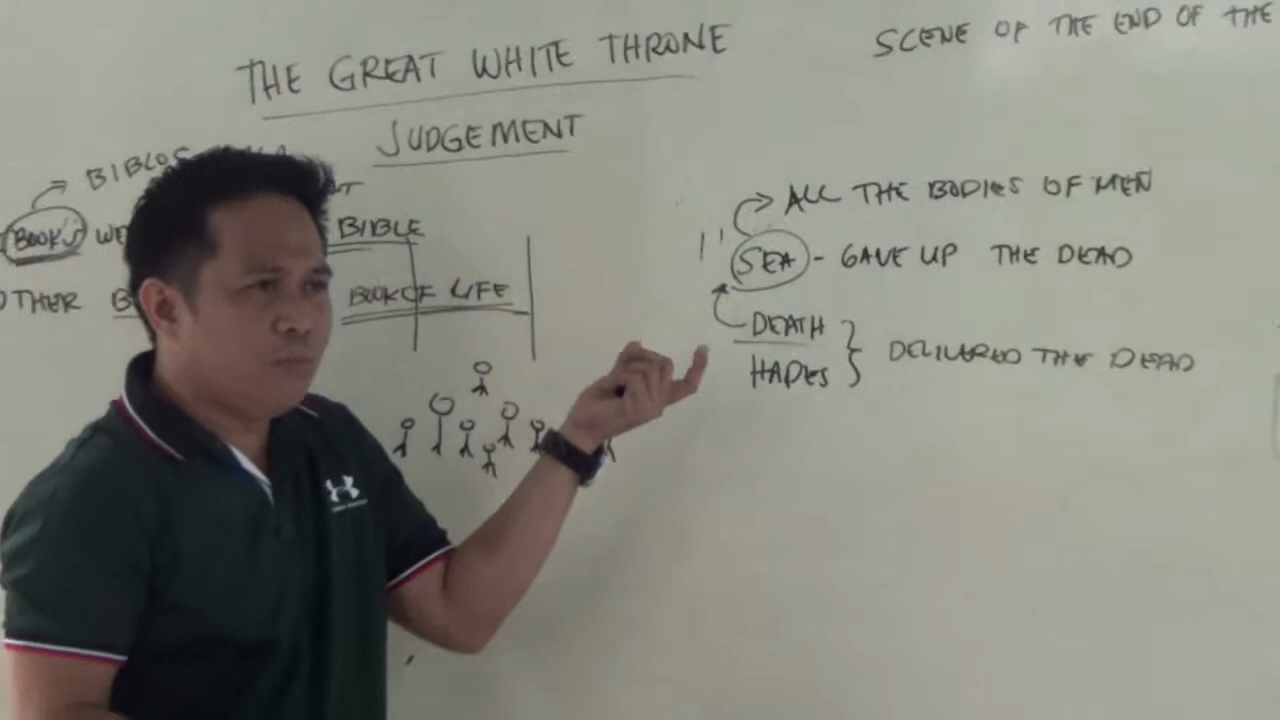 THE GREAT WHITE THRONE
JUDGEMENT
SCENE OF THE END OF THE
BIBLOS
BOOK'S
BIBLE
OTHER
BOOK OF LIFE
ALL THE BODIES OF MEN
SEA - GAVE UP THE DEAD
DEATH
HADES
DELIVERED THE DEAD